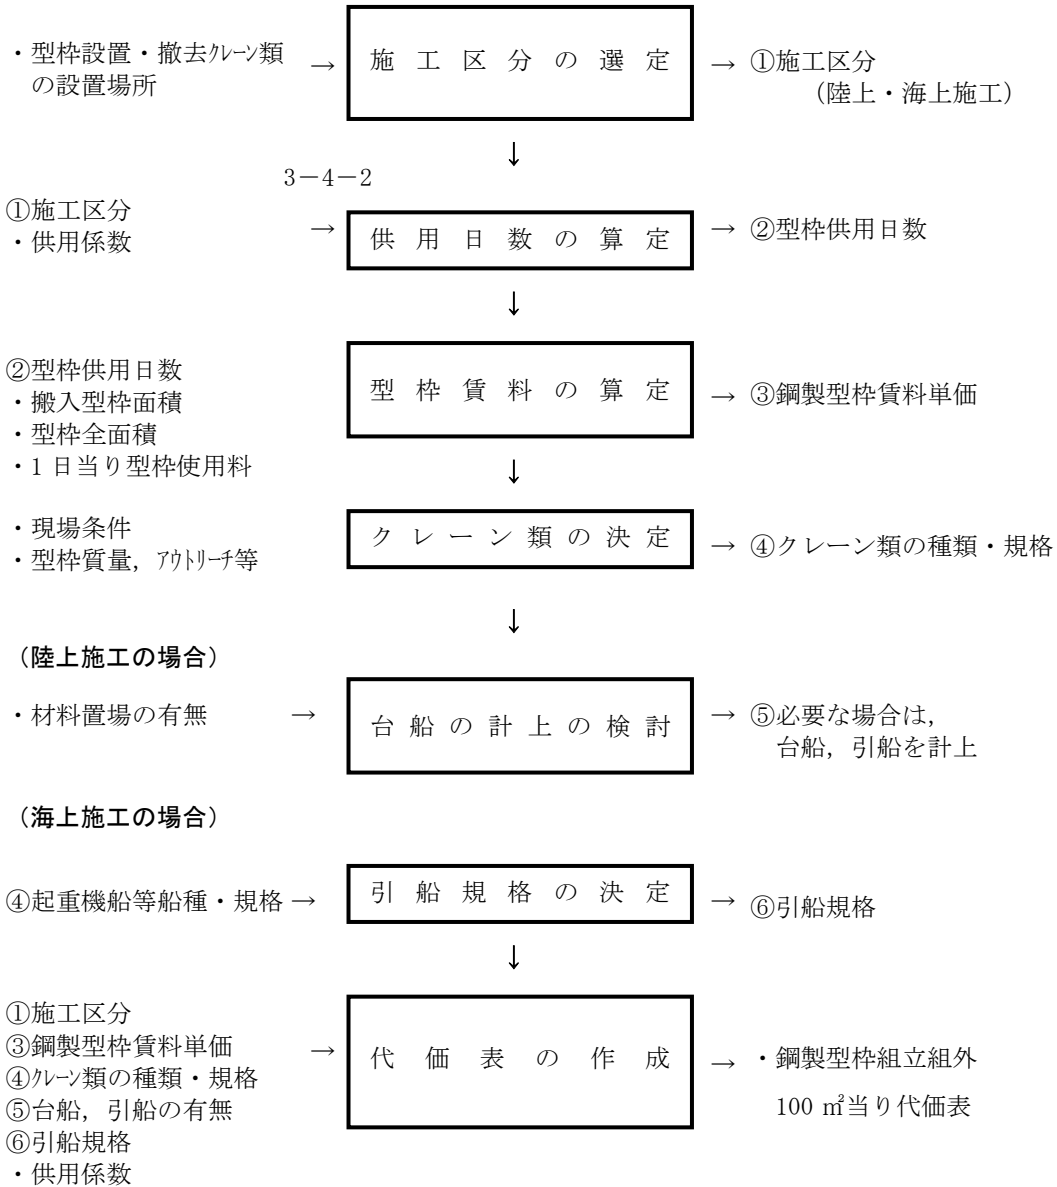 ・型枠設置・撤去ｸﾚｰﾝ類
の設置場所
→
施工区分の選定
→ ①施工区分
（陸上・海上施工）
↓
3－4－2
①施工区分
・供用係数
→
供用日数の算定
→ ②型枠供用日数
↓
②型枠供用日数
・搬入型枠面積
・型枠全面積
・1 日当り型枠使用料
型枠賃料の算定
→ ③鋼製型枠賃料単価
↓
・現場条件
・型枠質量，ｱｳﾄﾘｰﾁ等
クレーン類の決定
→ ④クレーン類の種類・規格
↓
（陸上施工の場合）
・材料置場の有無 →
台船の計上の検討
→ ⑤必要な場合は，
台船，引船を計上
（海上施工の場合）
④起重機船等船種・規格 →
引船規格の決定
→ ⑥引船規格
↓
①施工区分
③鋼製型枠賃料単価
④ｸﾚｰﾝ類の種類・規格
⑤台船，引船の有無
⑥引船規格
・供用係数
→
代価表の作成
→ ・鋼製型枠組立組外
100 ㎡当り代価表